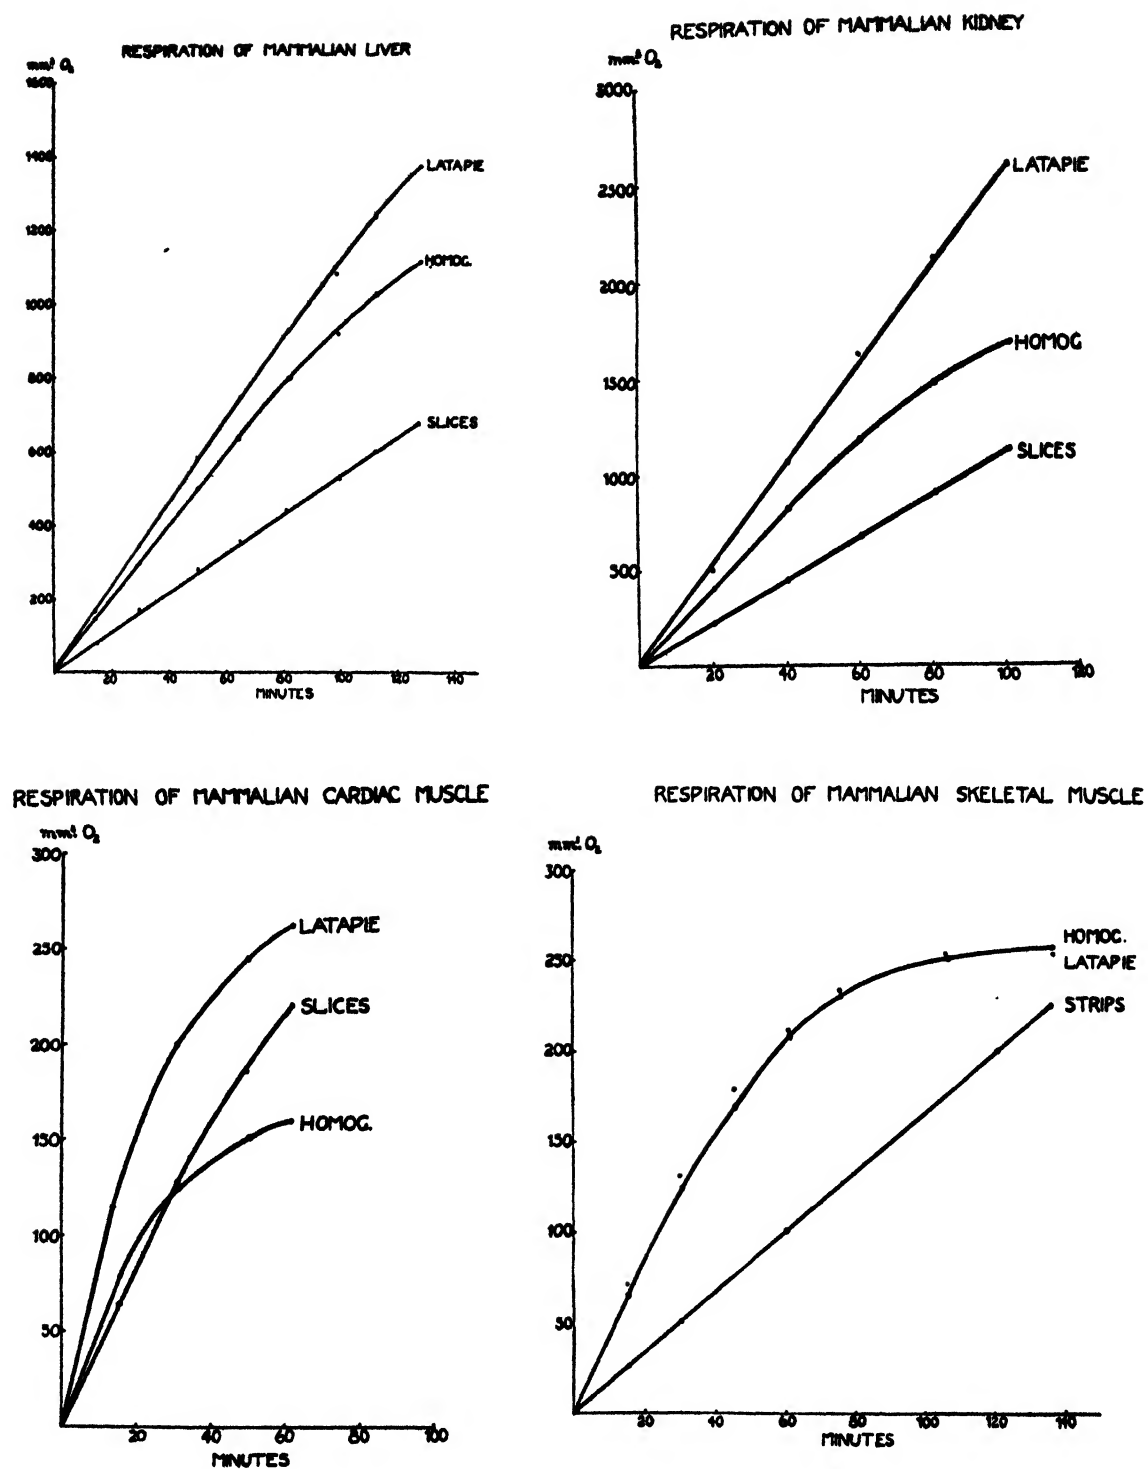 RESPIRATION OF MAMMALIAN LIVER
mm³ O₂
1600
1400
1200
1000
800
600
400
200
LATAPIE
HOMOG.
SLICES
20 40 60 80 100 120 140
MINUTES
RESPIRATION OF MAMMALIAN KIDNEY
mm³ O₂
3000
2500
2000
1500
1000
500
LATAPIE
HOMOG
SLICES
20 40 60 80 100 120
MINUTES
RESPIRATION OF MAMMALIAN CARDIAC MUSCLE
mm³ O₂
300
250
200
150
100
50
LATAPIE
SLICES
HOMOG.
20 40 60 80 100
MINUTES
RESPIRATION OF MAMMALIAN SKELETAL MUSCLE
mm³ O₂
300
250
200
150
100
50
HOMOG.
LATAPIE
STRIPS
20 40 60 80 100 120 140
MINUTES